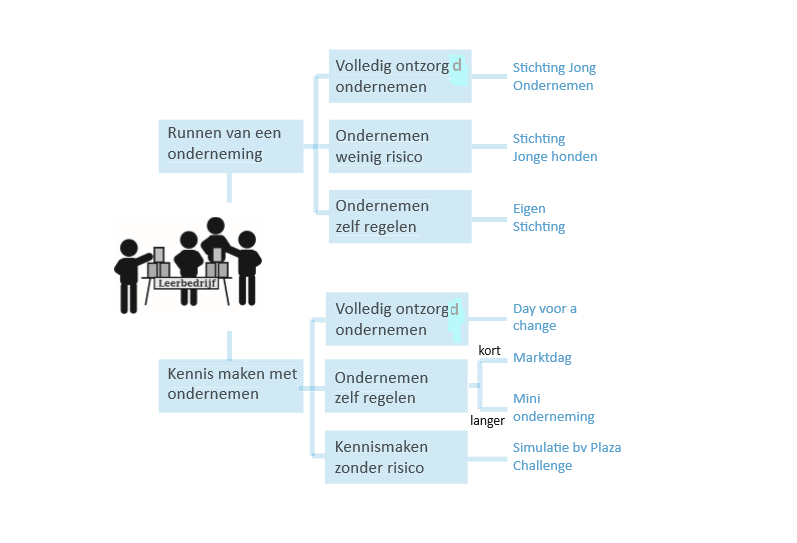 Volledig ontzorgd
ondernemen
Stichting Jong
Ondernemen
Runnen van een
onderneming
Ondernemen
weinig risico
Stichting
Jonge honden
Ondernemen
zelf regelen
Eigen
Stichting
Leerbedrijf
Volledig ontzorgd
ondernemen
Day voor a
change
Kennis maken met
ondernemen
Ondernemen
zelf regelen
kort
Marktdag
langer
Mini
onderneming
Kennismaken
zonder risico
Simulatie bv Plaza
Challenge